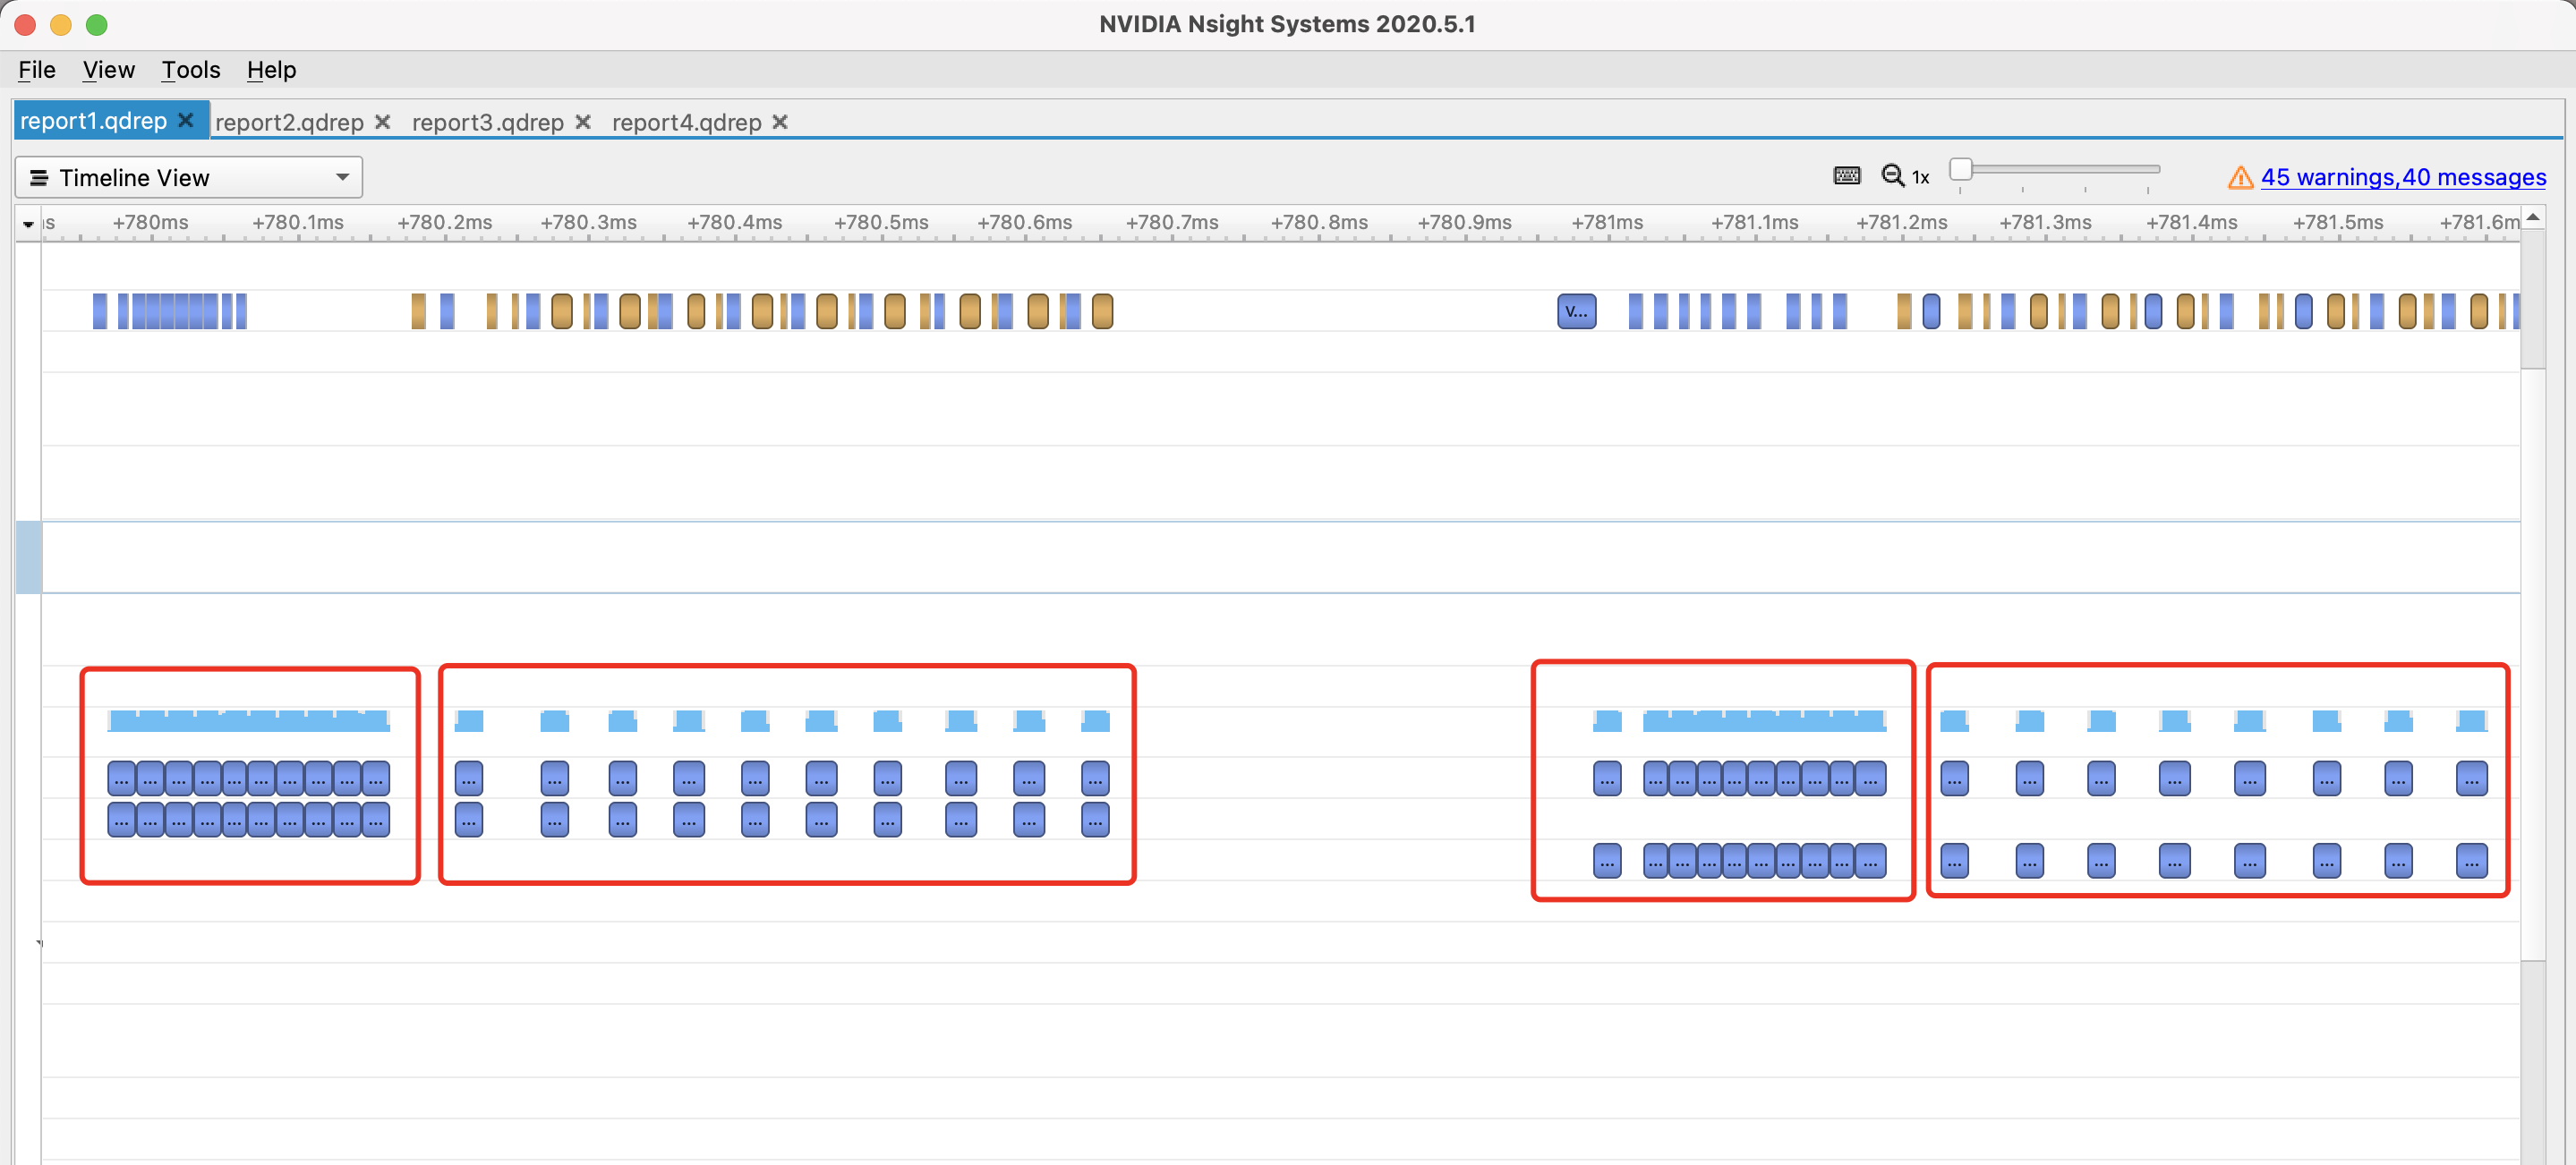 NVIDIA Nsight Systems 2020.5.1
File View Tools Help
report1.qdrep report2.qdrep report3.qdrep report4.qdrep
Timeline View 1x 45 warnings,40 messages
s +780ms +780.1ms +780.2ms +780.3ms +780.4ms +780.5ms +780.6ms +780.7ms +780.8ms +780.9ms +781ms +781.1ms +781.2ms +781.3ms +781.4ms +781.5ms +781.6m
v...
... ... ... ... ... ... ... ... ... ... ... ... ... ... ... ... ... ... ... ... ... ... ... ... ... ... ... ... ... ... ... ... ... ... ... ... ... ...
... ... ... ... ... ... ... ... ... ... ... ... ... ... ... ... ... ... ... ...
... ... ... ... ... ... ... ... ... ... ... ... ... ... ... ... ... ...